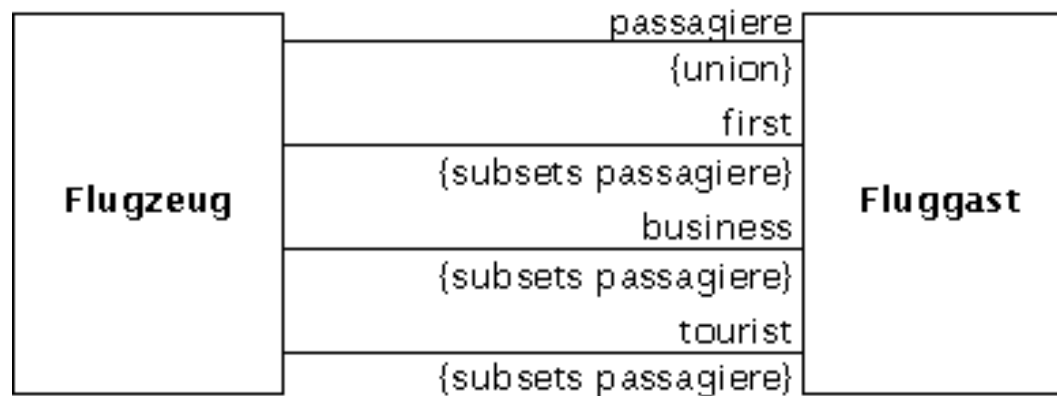 passagiere
{union}
first
{subsets passagiere}
Flugzeug
Fluggast
business
{subsets passagiere}
tourist
{subsets passagiere}